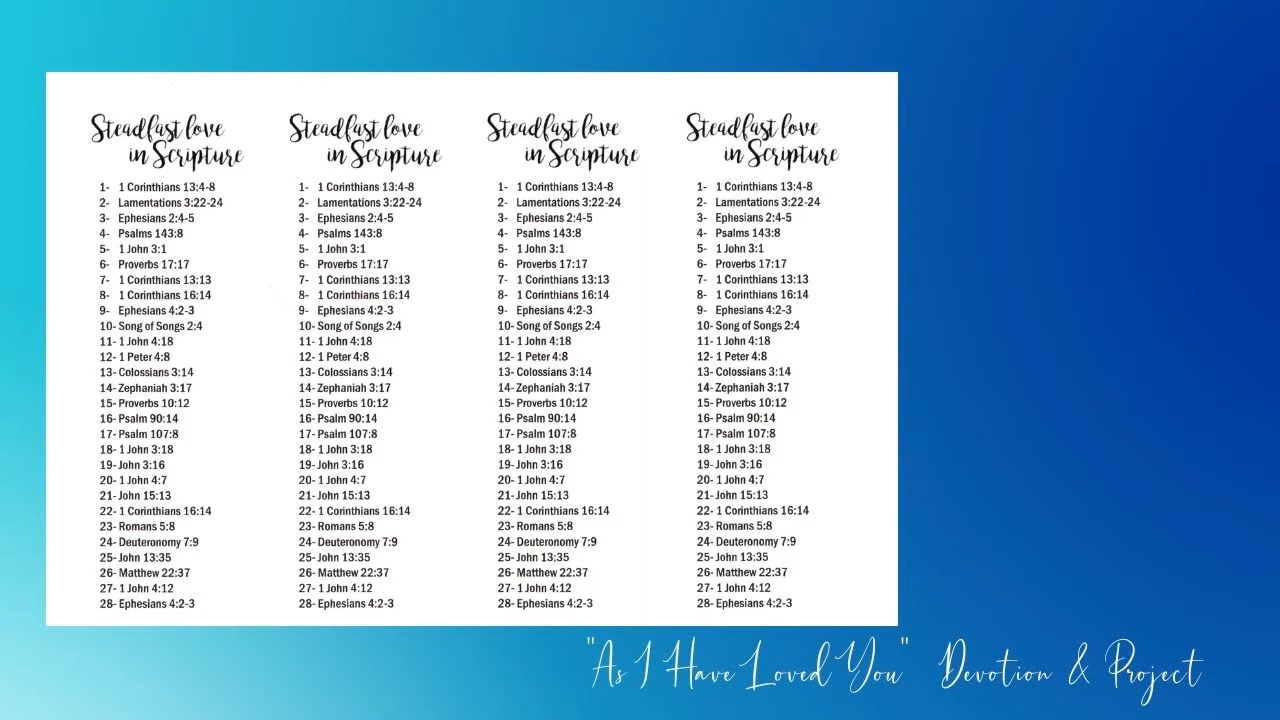 Steadfast love
in Scripture
1- 1 Corinthians 13:4-8
2- Lamentations 3:22-24
3- Ephesians 2:4-5
4- Psalms 143:8
5- 1 John 3:1
6- Proverbs 17:17
7- 1 Corinthians 13:13
8- 1 Corinthians 16:14
9- Ephesians 4:2-3
10- Song of Songs 2:4
11- 1 John 4:18
12- 1 Peter 4:8
13- Colossians 3:14
14- Zephaniah 3:17
15- Proverbs 10:12
16- Psalm 90:14
17- Psalm 107:8
18- 1 John 3:18
19- John 3:16
20- 1 John 4:7
21- John 15:13
22- 1 Corinthians 16:14
23- Romans 5:8
24- Deuteronomy 7:9
25- John 13:35
26- Matthew 22:37
27- 1 John 4:12
28- Ephesians 4:2-3
Steadfast love
in Scripture
1- 1 Corinthians 13:4-8
2- Lamentations 3:22-24
3- Ephesians 2:4-5
4- Psalms 143:8
5- 1 John 3:1
6- Proverbs 17:17
7- 1 Corinthians 13:13
8- 1 Corinthians 16:14
9- Ephesians 4:2-3
10- Song of Songs 2:4
11- 1 John 4:18
12- 1 Peter 4:8
13- Colossians 3:14
14- Zephaniah 3:17
15- Proverbs 10:12
16- Psalm 90:14
17- Psalm 107:8
18- 1 John 3:18
19- John 3:16
20- 1 John 4:7
21- John 15:13
22- 1 Corinthians 16:14
23- Romans 5:8
24- Deuteronomy 7:9
25- John 13:35
26- Matthew 22:37
27- 1 John 4:12
28- Ephesians 4:2-3
Steadfast love
in Scripture
1- 1 Corinthians 13:4-8
2- Lamentations 3:22-24
3- Ephesians 2:4-5
4- Psalms 143:8
5- 1 John 3:1
6- Proverbs 17:17
7- 1 Corinthians 13:13
8- 1 Corinthians 16:14
9- Ephesians 4:2-3
10- Song of Songs 2:4
11- 1 John 4:18
12- 1 Peter 4:8
13- Colossians 3:14
14- Zephaniah 3:17
15- Proverbs 10:12
16- Psalm 90:14
17- Psalm 107:8
18- 1 John 3:18
19- John 3:16
20- 1 John 4:7
21- John 15:13
22- 1 Corinthians 16:14
23- Romans 5:8
24- Deuteronomy 7:9
25- John 13:35
26- Matthew 22:37
27- 1 John 4:12
28- Ephesians 4:2-3
Steadfast love
in Scripture
1- 1 Corinthians 13:4-8
2- Lamentations 3:22-24
3- Ephesians 2:4-5
4- Psalms 143:8
5- 1 John 3:1
6- Proverbs 17:17
7- 1 Corinthians 13:13
8- 1 Corinthians 16:14
9- Ephesians 4:2-3
10- Song of Songs 2:4
11- 1 John 4:18
12- 1 Peter 4:8
13- Colossians 3:14
14- Zephaniah 3:17
15- Proverbs 10:12
16- Psalm 90:14
17- Psalm 107:8
18- 1 John 3:18
19- John 3:16
20- 1 John 4:7
21- John 15:13
22- 1 Corinthians 16:14
23- Romans 5:8
24- Deuteronomy 7:9
25- John 13:35
26- Matthew 22:37
27- 1 John 4:12
28- Ephesians 4:2-3
"As I Have Loved You" Devotion & Project